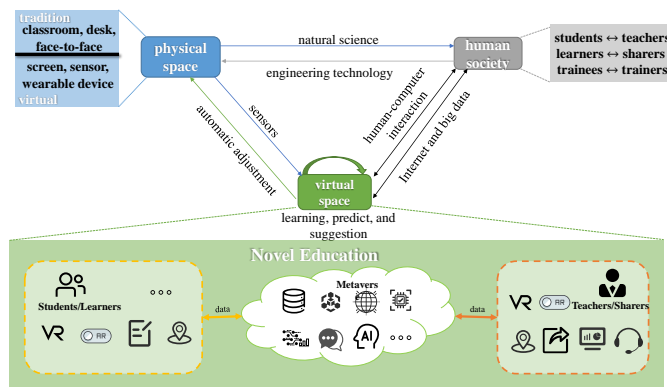 tradition
classroom, desk,
face-to-face
screen, sensor,
wearable device
virtual
physical
space
natural science
engineering technology
human
society
students ↔ teachers
learners ↔ sharers
trainees ↔ trainers
sensors
automatic adjustment
human-computer
interaction
Internet and big data
virtual
space
learning, predict, and
suggestion
Novel Education
Students/Learners
VR
AR
data
Metavers
AI
data
VR
AR
Teachers/Sharers